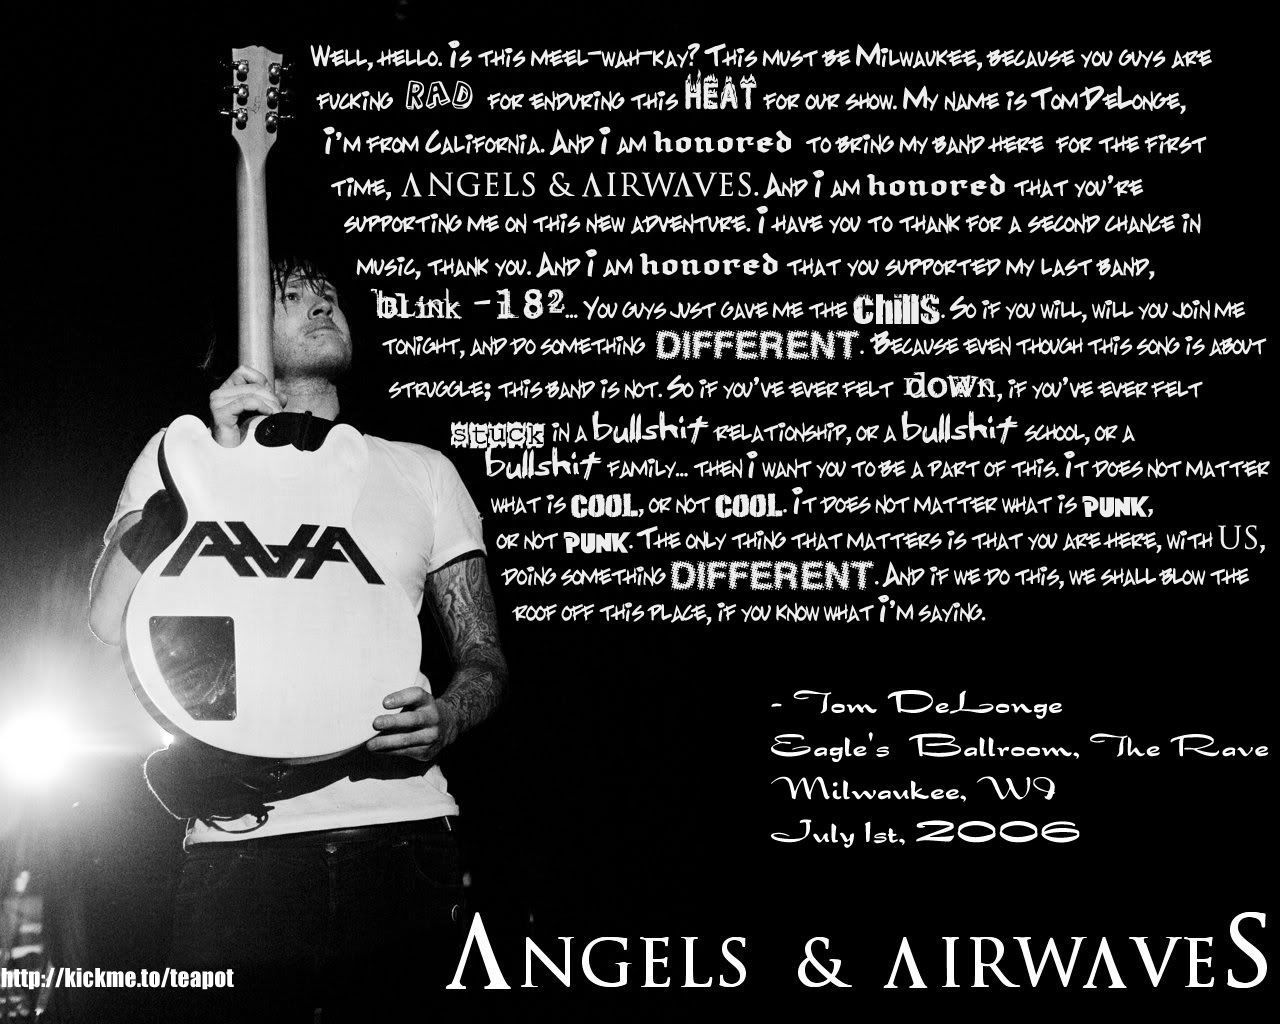 Well, hello. Is this meel-wah-kay? This must be Milwaukee, because you guys are
fucking RAD for enduring this HEAT for our show. My name is Tom DeLonge,
I'm from California. And I am honored to bring my band here for the first
time, ANGELS & AIRWAVES. And I am honored that you're
supporting me on this new adventure. I have you to thank for a second chance in
music, thank you. And I am honored that you supported my last band,
blink-182... You guys just gave me the chills. So if you will, will you join me
tonight, and do something DIFFERENT. Because even though this song is about
struggle; this band is not. So if you've ever felt down, if you've ever felt
stuck in a bullshit relationship, or a bullshit school, or a
bullshit family... then I want you to be a part of this. It does not matter
what is COOL, or not COOL. It does not matter what is PUNK,
or not PUNK. The only thing that matters is that you are here, with US,
doing something DIFFERENT. And if we do this, we shall blow the
roof off this place, if you know what I'm saying.
- Tom DeLonge
Eagle's Ballroom, The Rave
Milwaukee, WI
July 1st, 2006
AVA
ANGELS & AIRWAVES
http://kickme.to/teapot